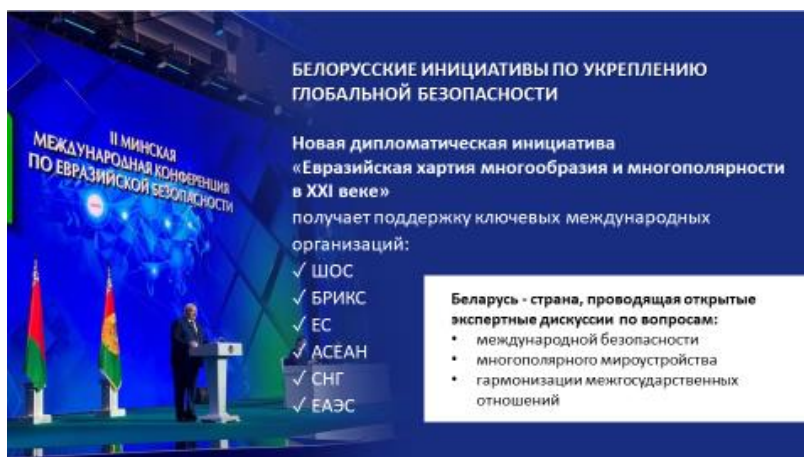 II МИНСКАЯ
МЕЖДУНАРОДНАЯ КОНФЕРЕНЦИЯ
ПО ЕВРАЗИЙСКОЙ БЕЗОПАСНОСТИ
БЕЛОРУССКИЕ ИНИЦИАТИВЫ ПО УКРЕПЛЕНИЮ
ГЛОБАЛЬНОЙ БЕЗОПАСНОСТИ
Новая дипломатическая инициатива
«Евразийская хартия многообразия и многополярности
в XXI веке»
получает поддержку ключевых международных
организаций:
✓ ШОС
✓ БРИКС
✓ ЕС
✓ АСЕАН
✓ СНГ
✓ ЕАЭС
Беларусь - страна, проводящая открытые
экспертные дискуссии по вопросам:
• международной безопасности
• многополярного мироустройства
• гармонизации межгосударственных
отношений